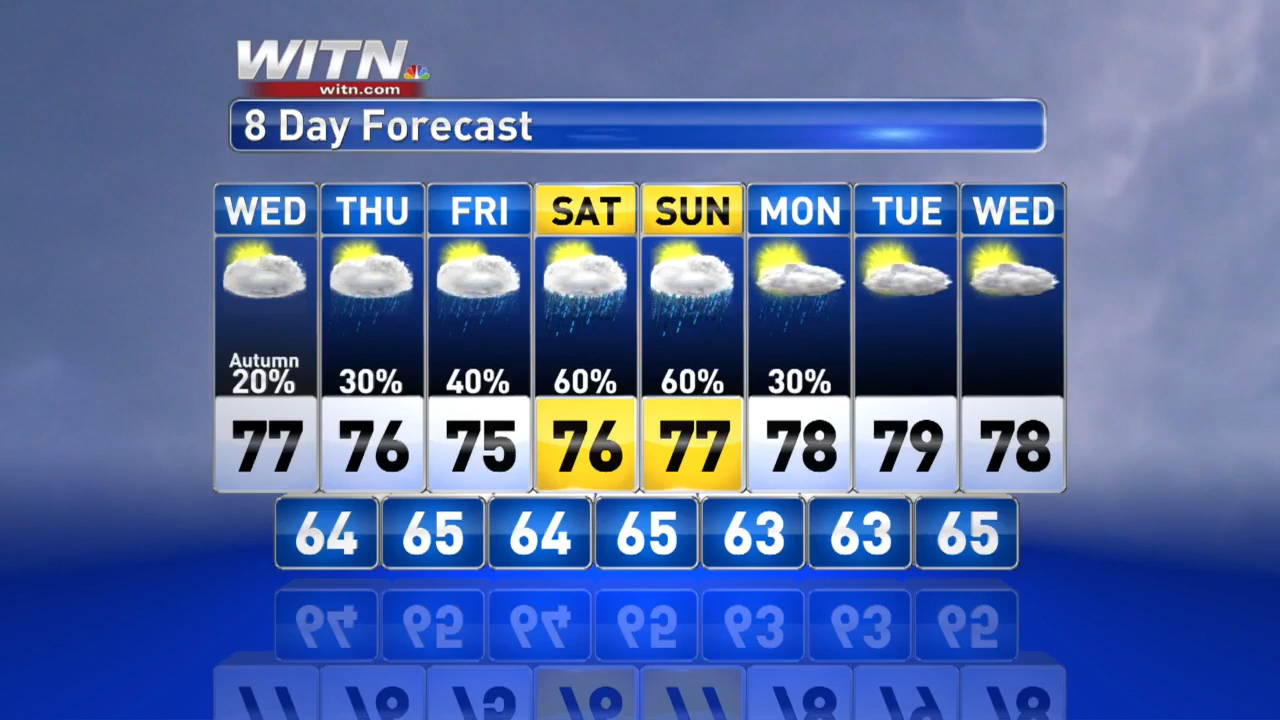 WITN
witn.com
8 Day Forecast
WED THU FRI SAT SUN MON TUE WED
Autumn
20% 30% 40% 60% 60% 30%
77 76 75 76 77 78 79 78
64 65 64 65 63 63 65